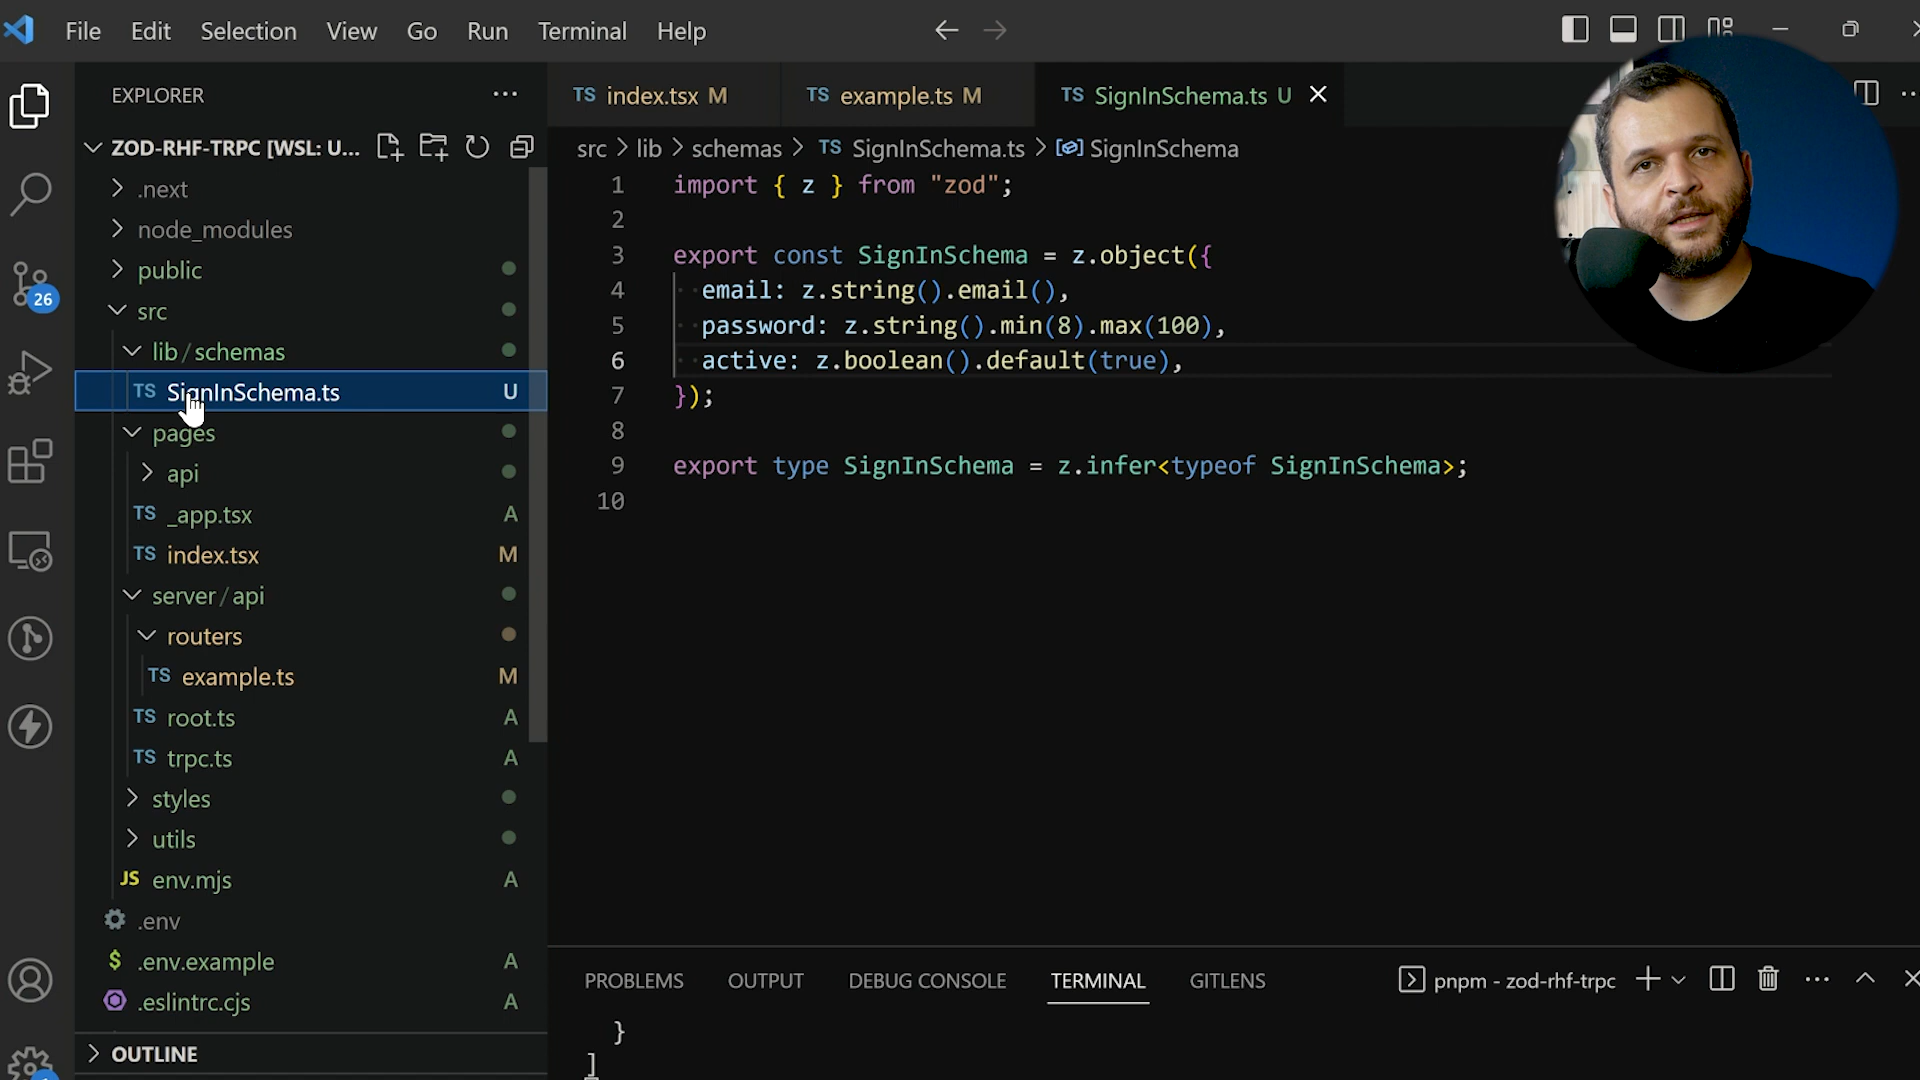 File Edit Selection View Go Run Terminal Help
EXPLORER
ZOD-RHF-TRPC [WSL: U...
.next
node_modules
public
src
lib / schemas
TS SignInSchema.ts U
pages
api
TS _app.tsx A
TS index.tsx M
server / api
routers
TS example.ts M
TS root.ts A
TS trpc.ts A
styles
utils
JS env.mjs A
.env
$ .env.example A
.eslintrc.cjs A
OUTLINE
26
TS index.tsx M TS example.ts M TS SignInSchema.ts U
src > lib > schemas > TS SignInSchema.ts > SignInSchema
1 import { z } from "zod";
2
3 export const SignInSchema = z.object({
4 email: z.string().email(),
5 password: z.string().min(8).max(100),
6 active: z.boolean().default(true),
7 });
8
9 export type SignInSchema = z.infer<typeof SignInSchema>;
10
PROBLEMS OUTPUT DEBUG CONSOLE TERMINAL GITLENS pnpm - zod-rhf-trpc
}
]